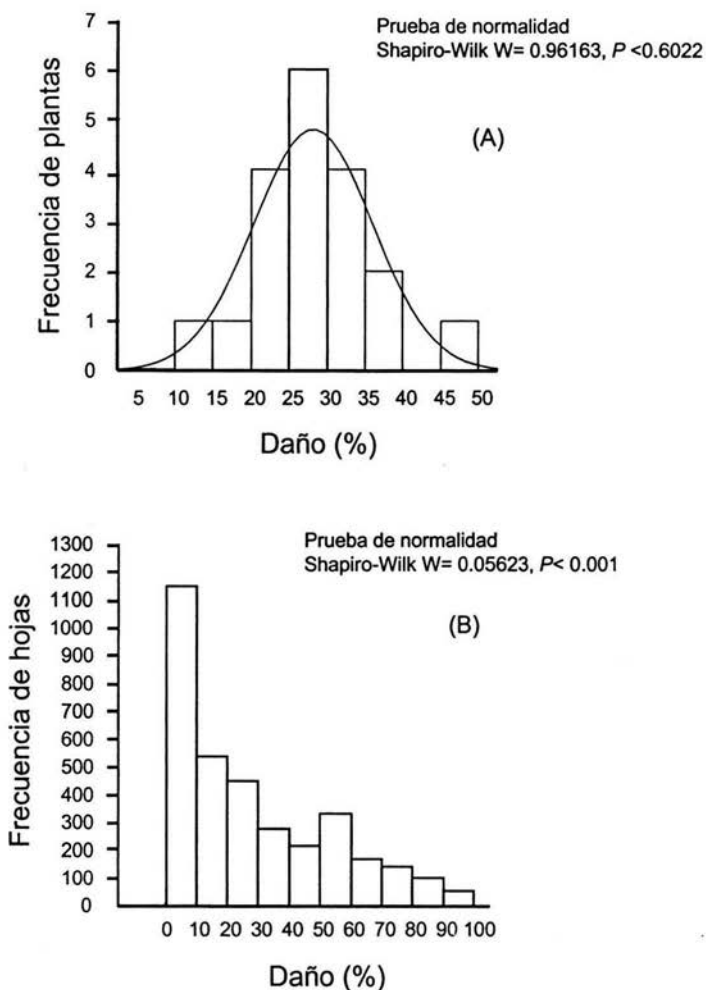 Prueba de normalidad
Shapiro-Wilk W= 0.96163, P <0.6022
(A)
Frecuencia de plantas
7
6
5
4
3
2
1
0
5 10 15 20 25 30 35 40 45 50
Daño (%)
Prueba de normalidad
Shapiro-Wilk W= 0.05623, P< 0.001
(B)
Frecuencia de hojas
1300
1200
1100
1000
900
800
700
600
500
400
300
200
100
0
0 10 20 30 40 50 60 70 80 90 100
Daño (%)